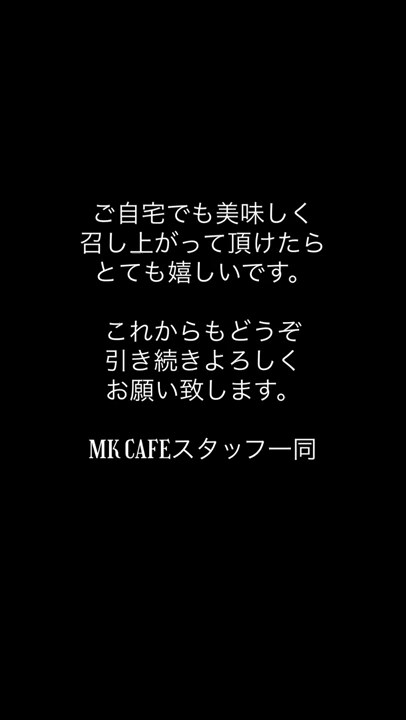 ご自宅でも美味しく
召し上がって頂けたら
とても嬉しいです。
これからもどうぞ
引き続きよろしく
お願い致します。
MK CAFEスタッフ一同